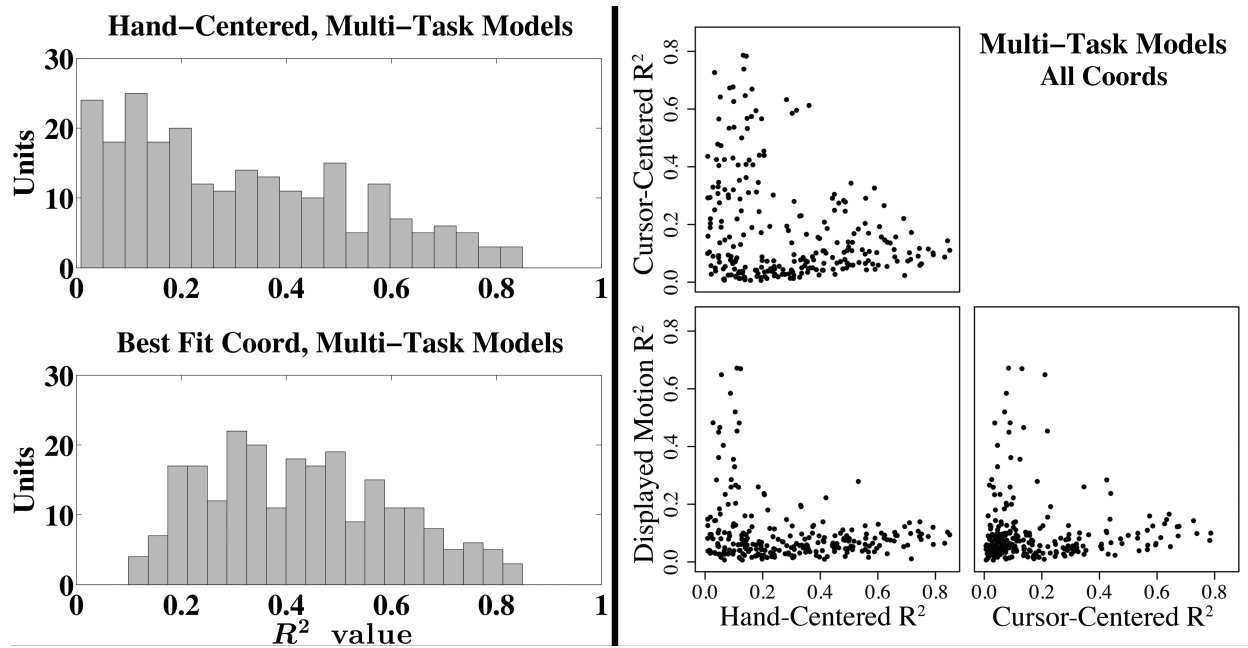 Hand−Centered, Multi−Task Models
30
20
10
0
Units
0 0.2 0.4 0.6 0.8 1
Best Fit Coord, Multi−Task Models
30
20
10
0
Units
0 0.2 0.4 0.6 0.8 1
R² value
Multi−Task Models
All Coords
Cursor-Centered R²
0.0 0.2 0.4 0.6 0.8
Displayed Motion R²
0.0 0.2 0.4 0.6 0.8
0.0 0.2 0.4 0.6 0.8
Hand-Centered R²
0.0 0.2 0.4 0.6 0.8
Cursor-Centered R²